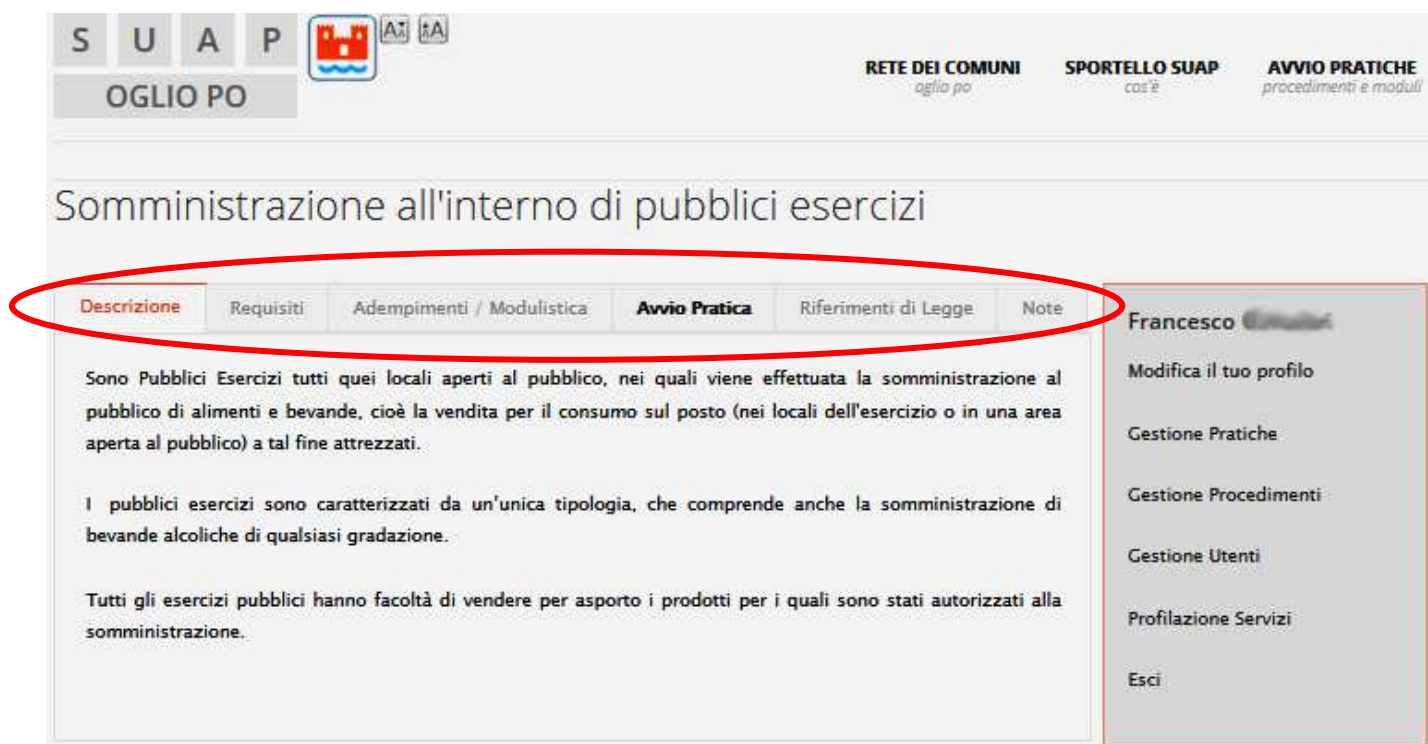 S U A P
OGLIO PO
RETE DEI COMUNI
oglio po
SPORTELLO SUAP
cos'è
AVVIO PRATICHE
procedimenti e moduli
Somministrazione all'interno di pubblici esercizi
Descrizione Requisiti Adempimenti / Modulistica Avvio Pratica Riferimenti di Legge Note
Sono Pubblici Esercizi tutti quei locali aperti al pubblico, nei quali viene effettuata la somministrazione al
pubblico di alimenti e bevande, cioè la vendita per il consumo sul posto (nei locali dell'esercizio o in una area
aperta al pubblico) a tal fine attrezzati.
I pubblici esercizi sono caratterizzati da un'unica tipologia, che comprende anche la somministrazione di
bevande alcoliche di qualsiasi gradazione.
Tutti gli esercizi pubblici hanno facoltà di vendere per asporto i prodotti per i quali sono stati autorizzati alla
somministrazione.
Francesco
Modifica il tuo profilo
Gestione Pratiche
Gestione Procedimenti
Gestione Utenti
Profilazione Servizi
Esci